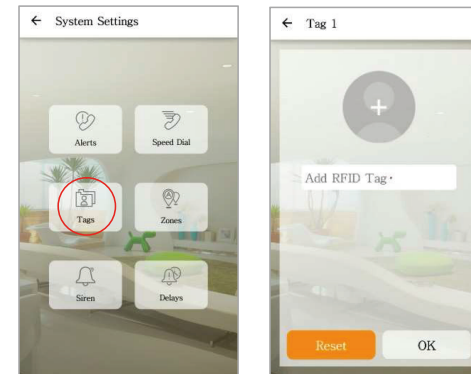 System Settings
Alerts
Speed Dial
Tags
Zones
Siren
Delays
Tag 1
Add RFID Tag·
Reset
OK